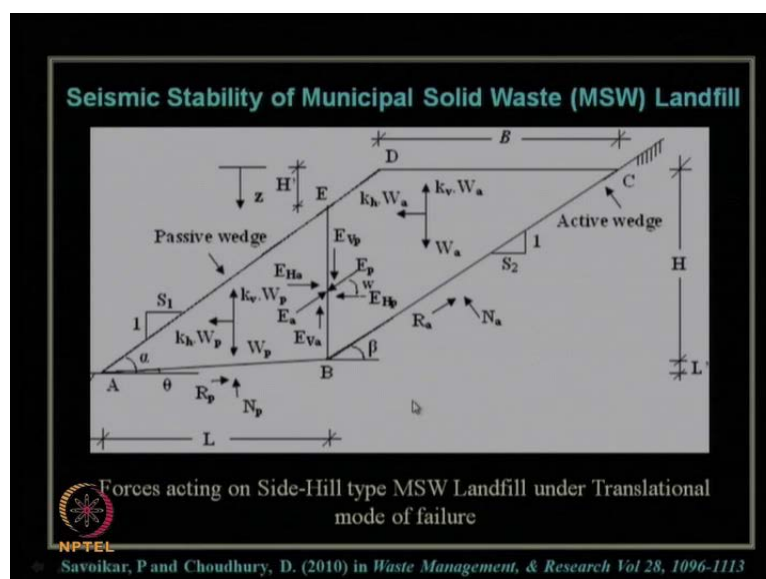 Seismic Stability of Municipal Solid Waste (MSW) Landfill
B
D
H'
z
E
kh.Wa
kv.Wa
C
Active wedge
Passive wedge
EVp
Wa
1
S2
H
Ep
EHa
w
S1
kv.Wp
EHp
1
Ea
Ra
Na
kh.Wp
Wp
EVa
α
β
L'
A
θ
B
Rp
Np
L
Forces acting on Side-Hill type MSW Landfill under Translational
mode of failure
NPTEL
Savoikar, P and Choudhury, D. (2010) in Waste Management, & Research Vol 28, 1096-1113